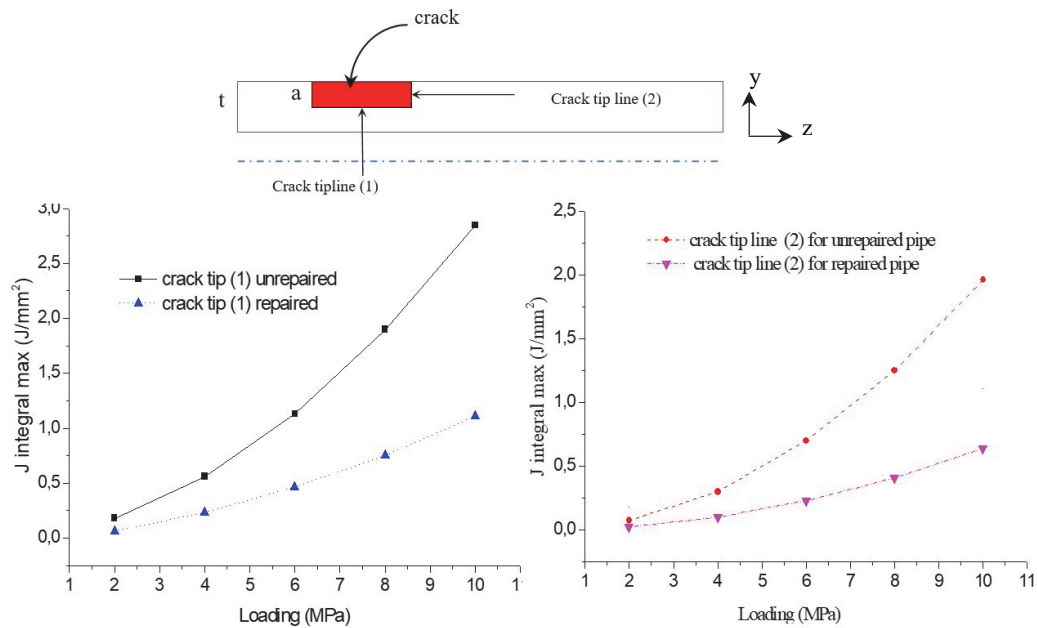 crack
t
a
Crack tip line (2)
y
z
Crack tipline (1)
3,0
2,5
2,0
1,5
1,0
0,5
0,0
J integral max (J/mm²)
crack tip (1) unrepaired
crack tip (1) repaired
1 2 3 4 5 6 7 8 9 10 1
Loading (MPa)
2,5
2,0
1,5
1,0
0,5
0,0
J integral max (J/mm²)
crack tip line (2) for unrepaired pipe
crack tip line (2) for repaired pipe
1 2 3 4 5 6 7 8 9 10 11
Loading (MPa)